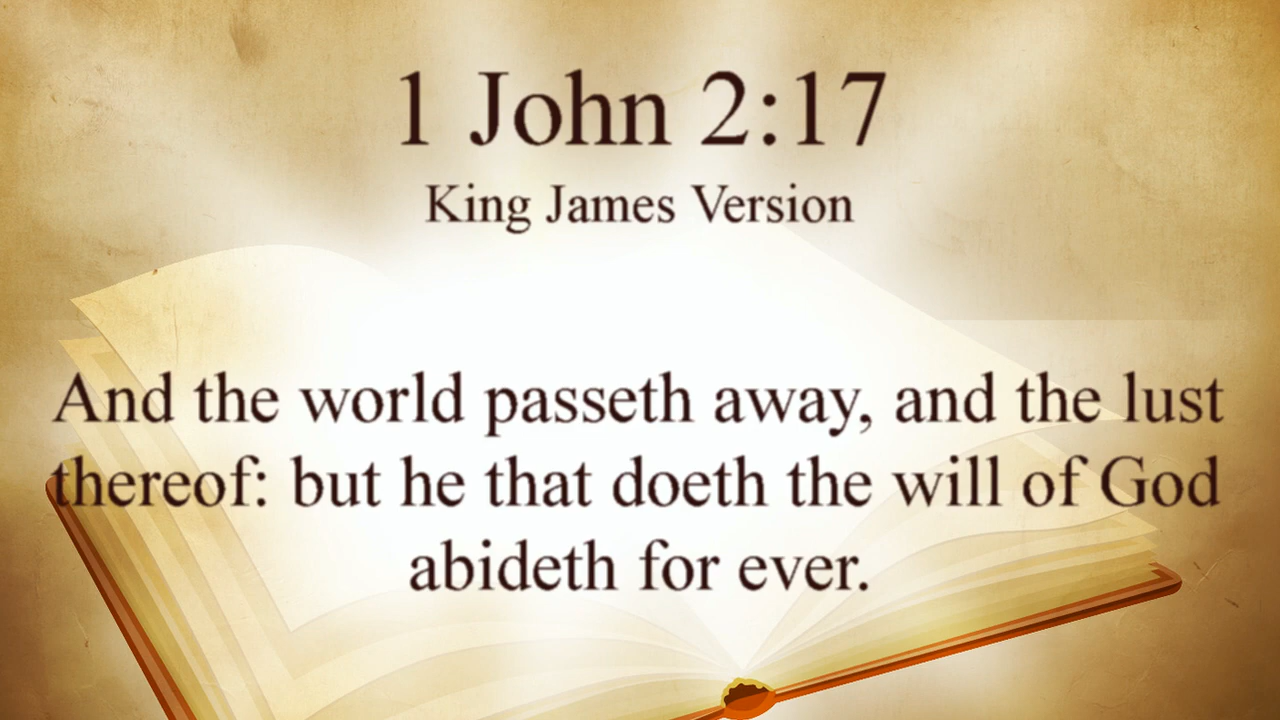 1 John 2:17
King James Version
And the world passeth away, and the lust
thereof: but he that doeth the will of God
abideth for ever.